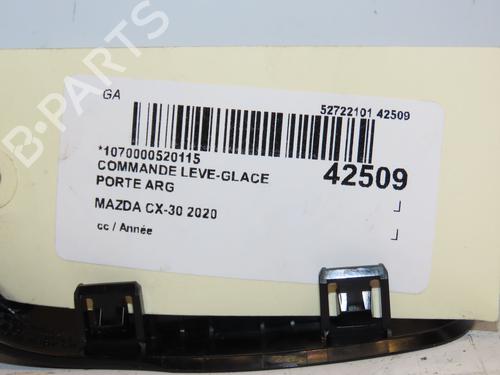 GA
52722101 42509
*1070000520115
COMMANDE LEVE-GLACE
PORTE ARG
42509
MAZDA CX-30 2020
cc / Année
B-PARTS